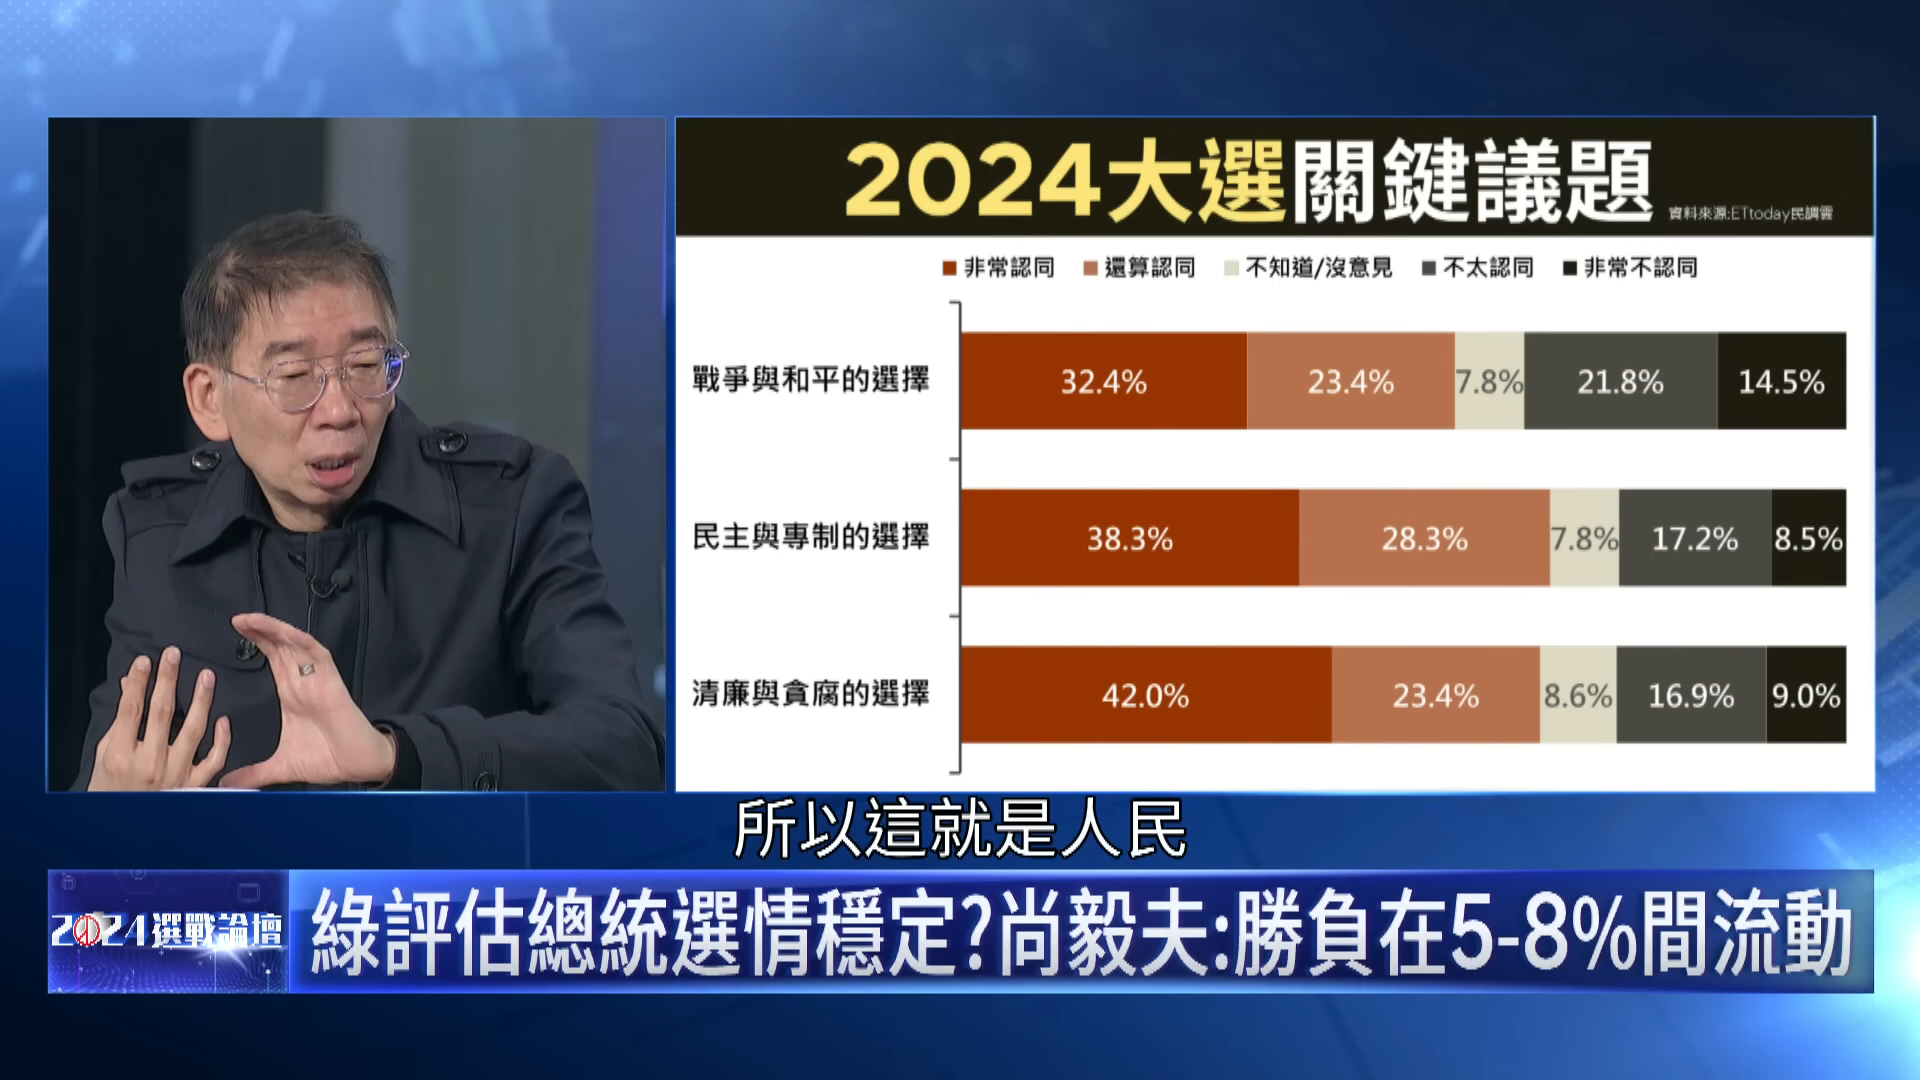 2024大選關鍵議題
資料來源:ETtoday民調雲
非常認同 還算認同 不知道/沒意見 不太認同 非常不認同
戰爭與和平的選擇 32.4% 23.4% 7.8% 21.8% 14.5%
民主與專制的選擇 38.3% 28.3% 7.8% 17.2% 8.5%
清廉與貪腐的選擇 42.0% 23.4% 8.6% 16.9% 9.0%
所以這就是人民
2024選戰論壇
綠評估總統選情穩定?尚毅夫:勝負在5-8%間流動